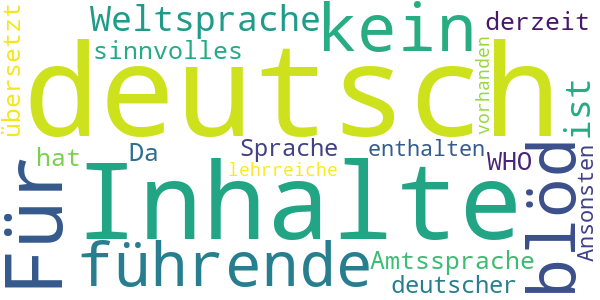 Weltsprache
kein
derzeit
sinnvolles
übersetzt
deutsch
vorhanden
ist
hat
Da
Sprache
enthalten
WHO
lehrreiche
Für
Inhalte
blöd
Ansonsten
führende
Amtssprache
deutscher